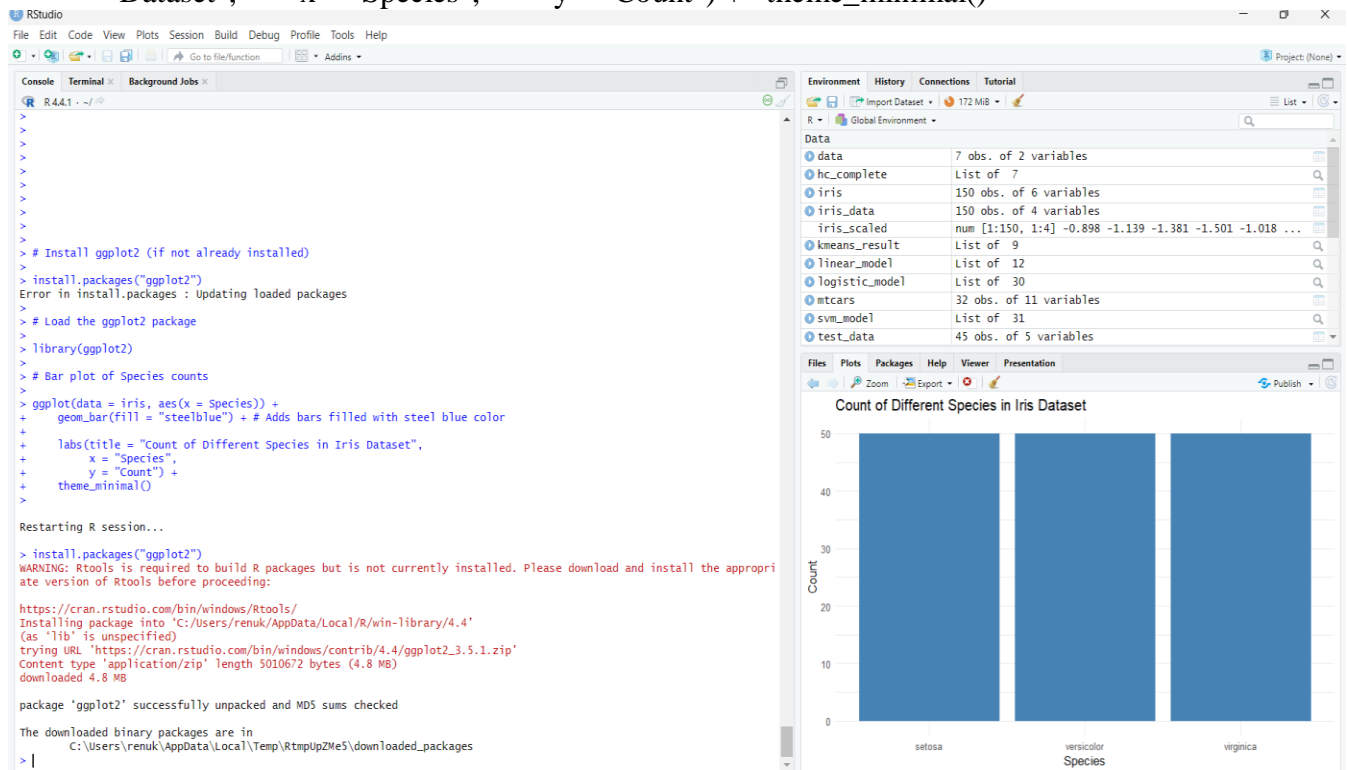 Dataset", x = "Species", y = "Count") + theme_minimal()
RStudio
File Edit Code View Plots Session Build Debug Profile Tools Help
Go to file/function Addins
Project: (None)
Console Terminal Background Jobs
R 4.4.1 · ~/
>
>
>
>
>
>
>
>
>
>
> # Install ggplot2 (if not already installed)
>
> install.packages("ggplot2")
Error in install.packages : Updating loaded packages
>
> # Load the ggplot2 package
>
> library(ggplot2)
>
> # Bar plot of Species counts
>
> ggplot(data = iris, aes(x = Species)) +
+     geom_bar(fill = "steelblue") + # Adds bars filled with steel blue color
+
+     labs(title = "Count of Different Species in Iris Dataset",
+          x = "Species",
+          y = "Count") +
+     theme_minimal()
>
Restarting R session...
> install.packages("ggplot2")
WARNING: Rtools is required to build R packages but is not currently installed. Please download and install the appropri
ate version of Rtools before proceeding:
https://cran.rstudio.com/bin/windows/Rtools/
Installing package into ‘C:/Users/renuk/AppData/Local/R/win-library/4.4’
(as ‘lib’ is unspecified)
trying URL 'https://cran.rstudio.com/bin/windows/contrib/4.4/ggplot2_3.5.1.zip'
Content type 'application/zip' length 5010672 bytes (4.8 MB)
downloaded 4.8 MB
package ‘ggplot2’ successfully unpacked and MD5 sums checked
The downloaded binary packages are in
C:\Users\renuk\AppData\Local\Temp\RtmpUpZMe5\downloaded_packages
>
Environment History Connections Tutorial
Import Dataset 172 MiB List
R Global Environment
Data
data 7 obs. of 2 variables
hc_complete List of 7
iris 150 obs. of 6 variables
iris_data 150 obs. of 4 variables
iris_scaled num [1:150, 1:4] -0.898 -1.139 -1.381 -1.501 -1.018 ...
kmeans_result List of 9
linear_model List of 12
logistic_model List of 30
mtcars 32 obs. of 11 variables
svm_model List of 31
test_data 45 obs. of 5 variables
Files Plots Packages Help Viewer Presentation
Zoom Export Publish
Count of Different Species in Iris Dataset
50
40
30
20
10
0
Count
setosa versicolor virginica
Species